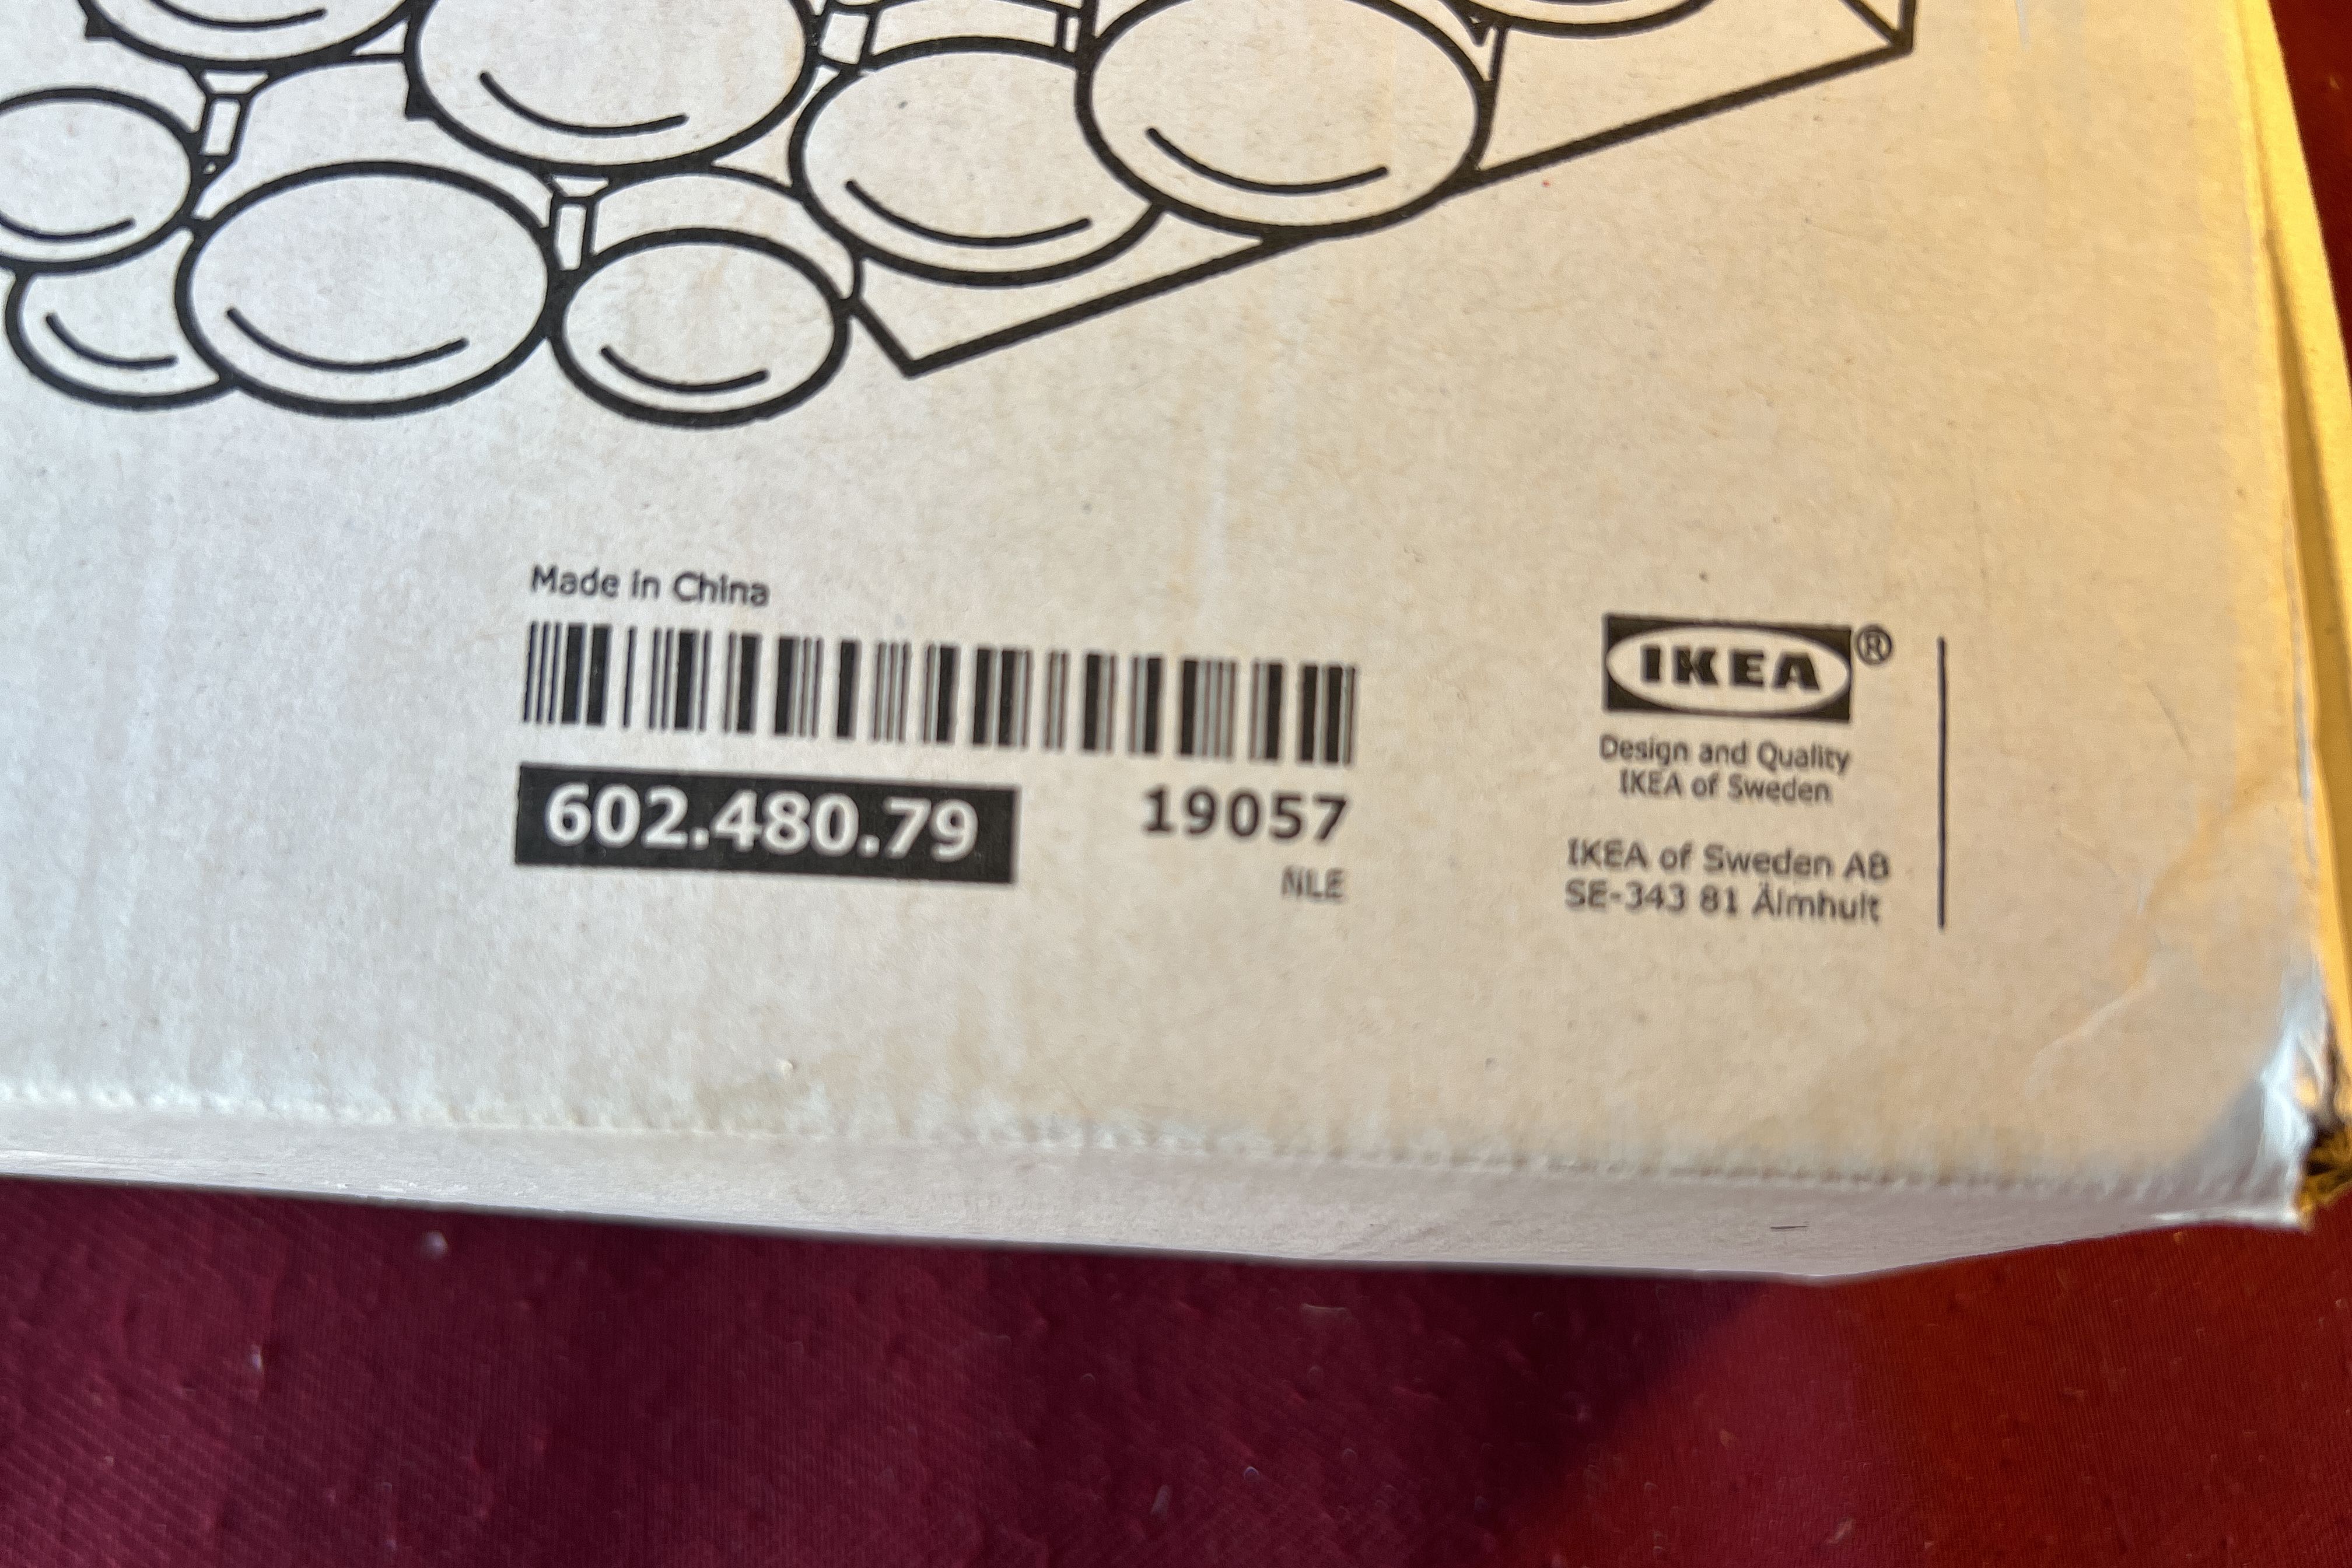 Made in China
602.480.79
19057
NLE
IKEA®
Design and Quality
IKEA of Sweden
IKEA of Sweden AB
SE-343 81 Älmhult